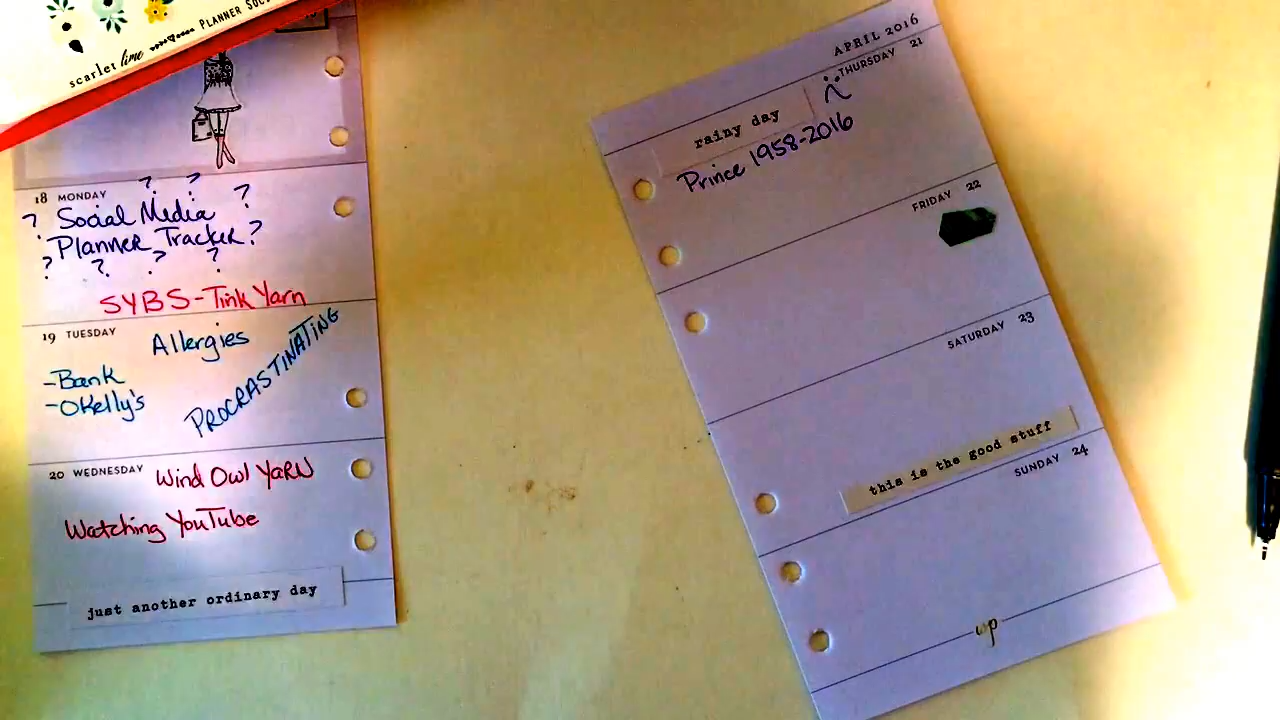 scarlet lime
PLANNER SOC
18 MONDAY
? ? ?
? Social Media
Planner Tracker?
? ? ? ?
SYBS-Tink Yarn
19 TUESDAY
Allergies
-Bank
-OKelly's
PROCRASTINATING
20 WEDNESDAY
Wind Owl YARN
Watching YouTube
just another ordinary day
APRIL 2016
THURSDAY 21
rainy day
Prince 1958-2016
FRIDAY 22
SATURDAY 23
this is the good stuff
SUNDAY 24
wp